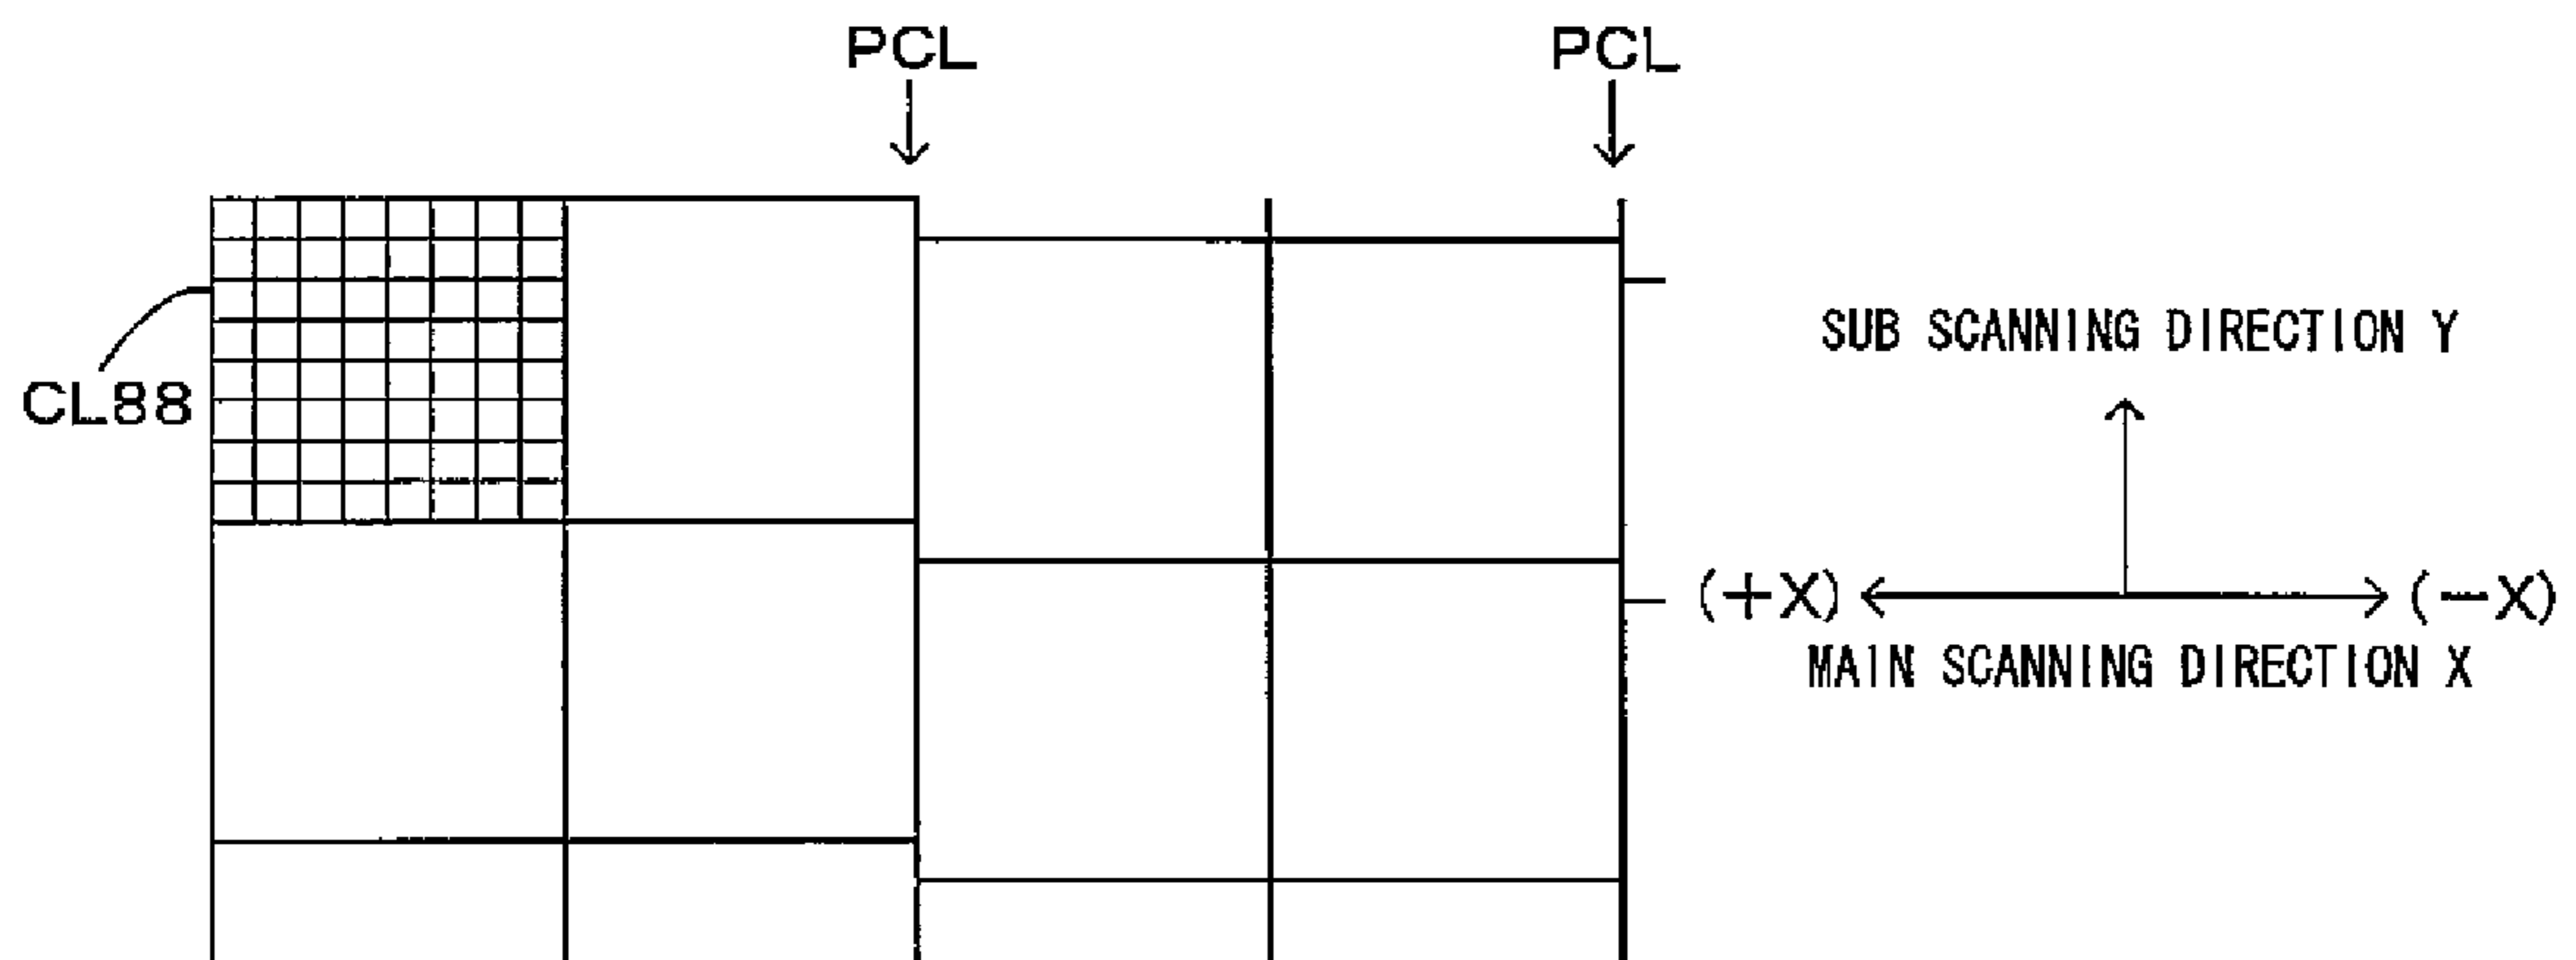 PCL PCL
SUB SCANNING DIRECTION Y
CL88
(+X) (−X)
MAIN SCANNING DIRECTION X